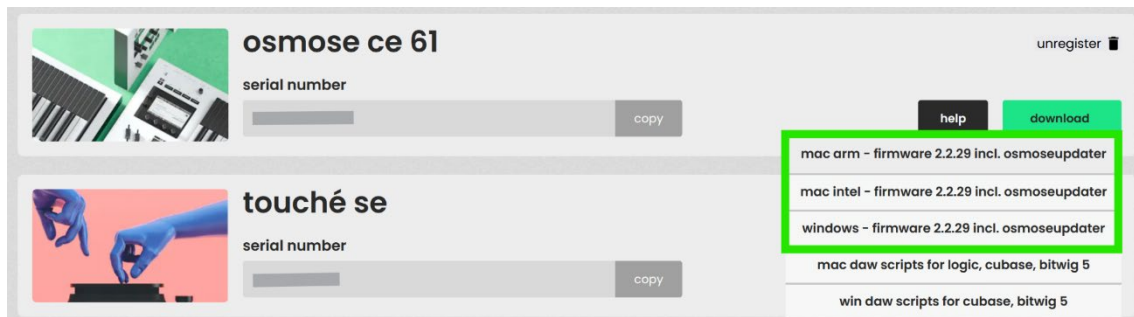 osmose ce 61
unregister
serial number
copy
help
download
mac arm - firmware 2.2.29 incl. osmoseupdater
mac intel - firmware 2.2.29 incl. osmoseupdater
windows - firmware 2.2.29 incl. osmoseupdater
mac daw scripts for logic, cubase, bitwig 5
win daw scripts for cubase, bitwig 5
touché se
serial number
copy